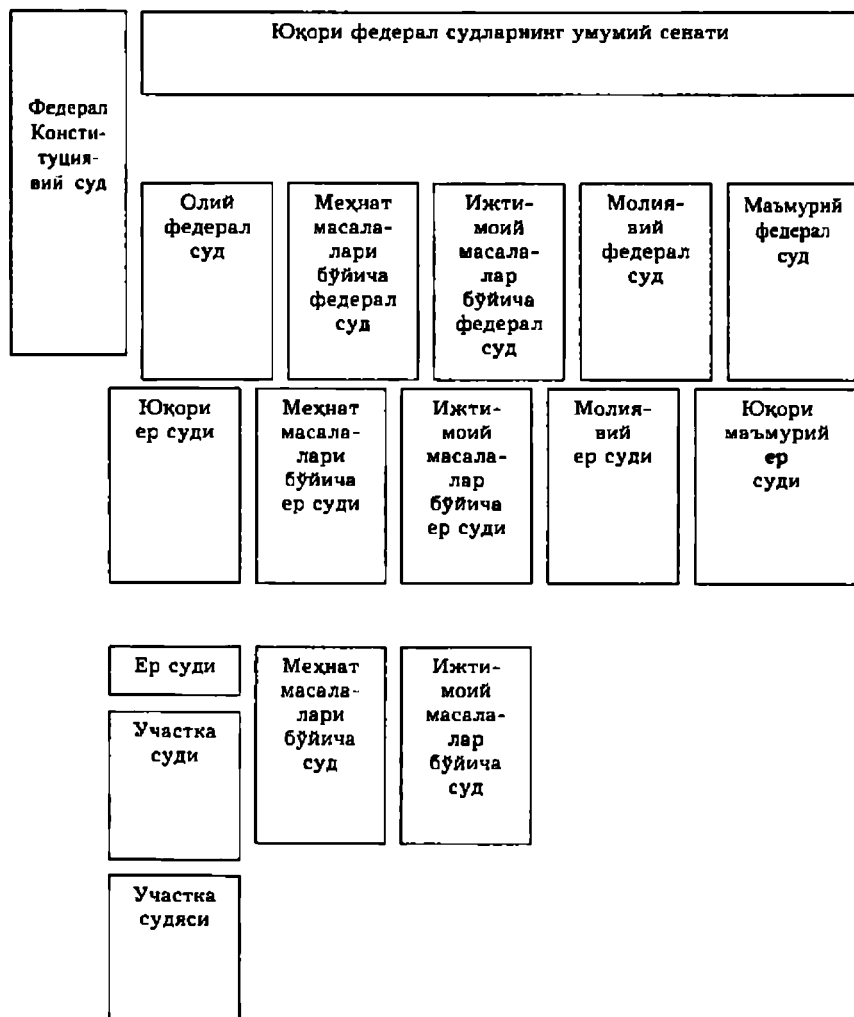 Юқори федерал судларнинг умумий сенати
Федерал
Консти-
туция-
вий суд
Олий
федерал
суд
Меҳнат
масала-
лари
бўйича
федерал
суд
Ижти-
моий
масала-
лар
бўйича
федерал
суд
Молия-
вий
федерал
суд
Маъмурий
федерал
суд
Юқори
ер суди
Меҳнат
масала-
лари
бўйича
ер суди
Ижти-
моий
масала-
лар
бўйича
ер суди
Молия-
вий
ер суди
Юқори
маъмурий
ер
суди
Ер суди
Участка
суди
Участка
судяси
Меҳнат
масала-
лари
бўйича
суд
Ижти-
моий
масала-
лар
бўйича
суд